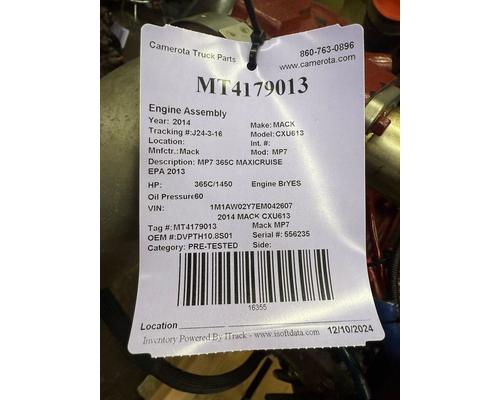 Camerota Truck Parts 860-763-0896
www.camerota.com
MT4179013
Engine Assembly
Year: 2014 Make: MACK
Tracking #:J24-3-16 Model: CXU613
Location: Int. #:
Mnfctr.: Mack Mod: MP7
Description: MP7 365C MAXICRUISE
EPA 2013
HP: 365C/1450 Engine BrYES
Oil Pressure60
VIN: 1M1AW02Y7EM042607
2014 MACK CXU613
Tag #: MT4179013 Mack MP7
OEM #: DVPTH10.8S01 Serial #: 556235
Category: PRE-TESTED Side:
16355
Location
Inventory Powered By ITrack - www.isoftdata.com 12/10/2024